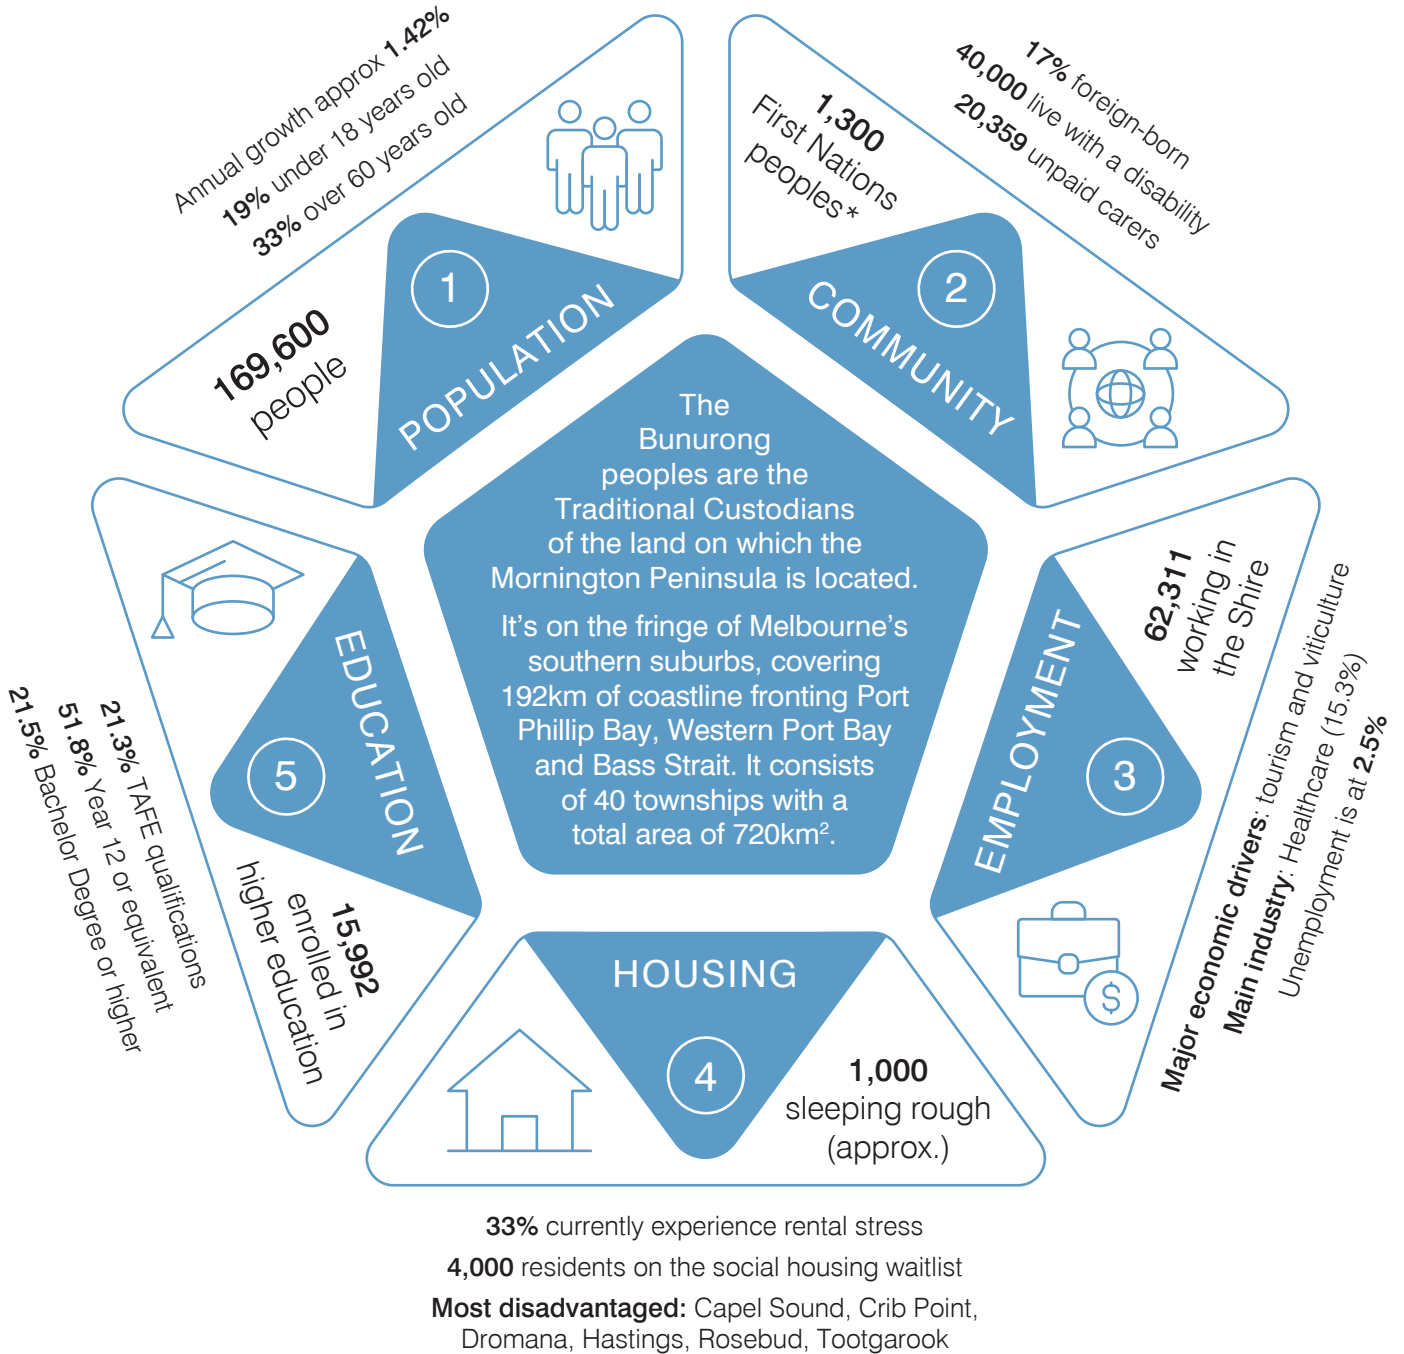 Annual growth approx 1.42%
19% under 18 years old
33% over 60 years old
169,600
people
1
POPULATION
17% foreign-born
40,000 live with a disability
20,359 unpaid carers
1,300
First Nations
peoples*
2
COMMUNITY
The
Bunurong
peoples are the
Traditional Custodians
of the land on which the
Mornington Peninsula is located.
It's on the fringe of Melbourne's
southern suburbs, covering
192km of coastline fronting Port
Phillip Bay, Western Port Bay
and Bass Strait. It consists
of 40 townships with a
total area of 720km².
62,311
working in
the Shire
3
EMPLOYMENT
Major economic drivers: tourism and viticulture
Main industry: Healthcare (15.3%)
Unemployment is at 2.5%
HOUSING
4
1,000
sleeping rough
(approx.)
33% currently experience rental stress
4,000 residents on the social housing waitlist
Most disadvantaged: Capel Sound, Crib Point,
Dromana, Hastings, Rosebud, Tootgarook
EDUCATION
5
15,992
enrolled in
higher education
21.3% TAFE qualifications
51.8% Year 12 or equivalent
21.5% Bachelor Degree or higher
$